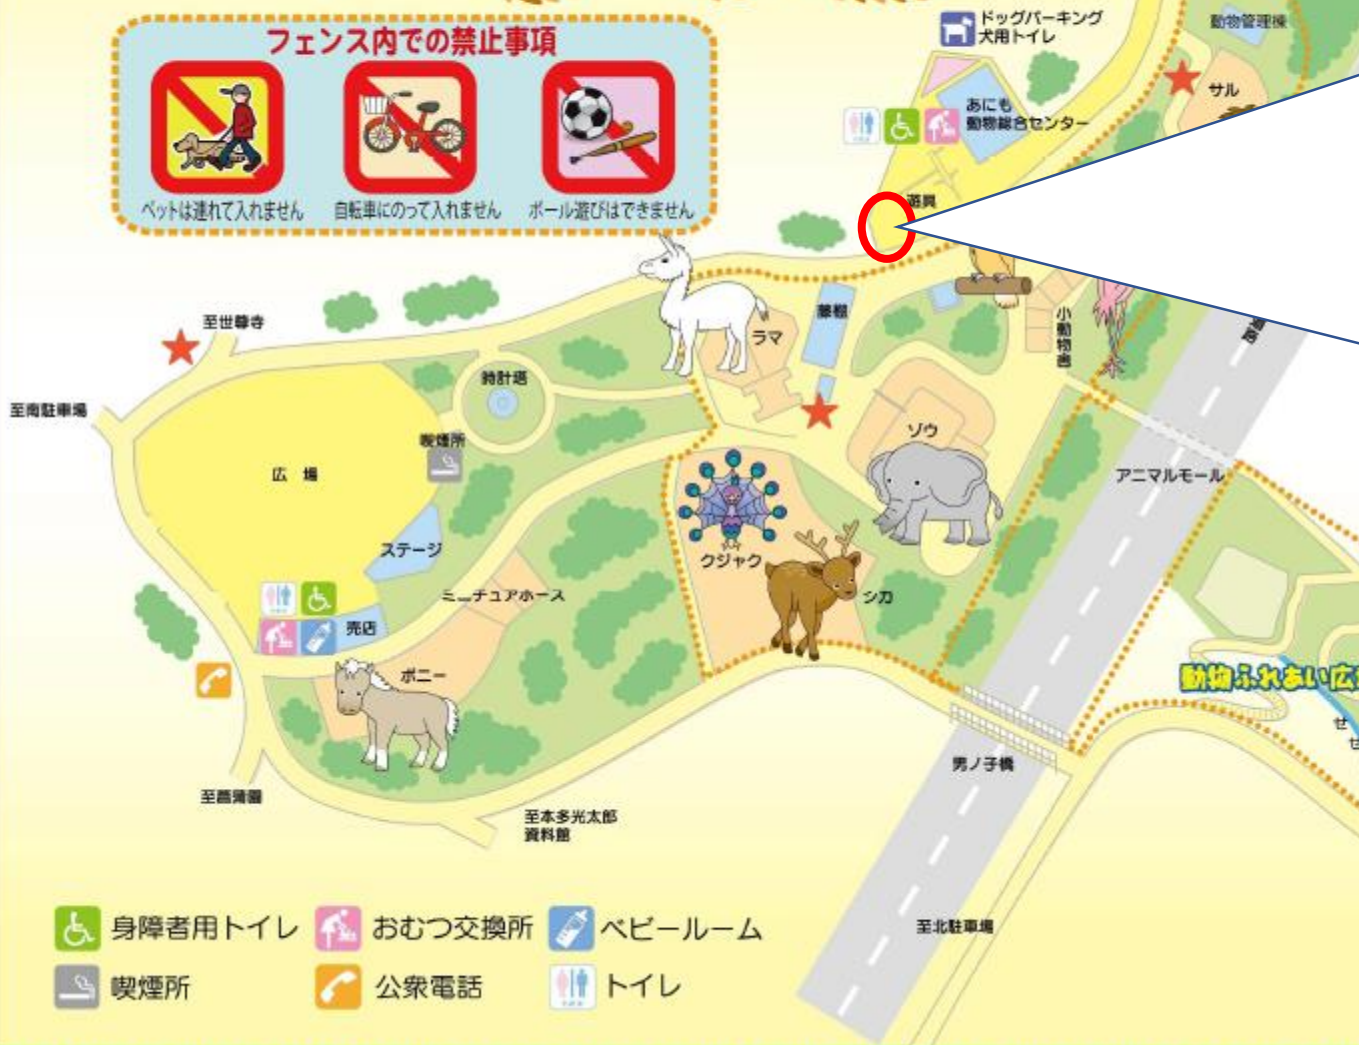 フェンス内での禁止事項
ペットは連れて入れません
自転車にのって入れません
ボール遊びはできません
ドッグパーキング
犬用トイレ
動物管理棟
サル
あにも
動物総合センター
遊具
至世尊寺
時計塔
ラマ
藤棚
小動物舎
至南駐車場
喫煙所
広場
ゾウ
アニマルモール
ステージ
クジャク
ミニチュアホース
シカ
売店
ポニー
動物ふれあい広
せ
せ
男ノ子橋
至菖蒲園
至本多光太郎
資料館
至北駐車場
身障者用トイレ
おむつ交換所
ベビールーム
喫煙所
公衆電話
トイレ